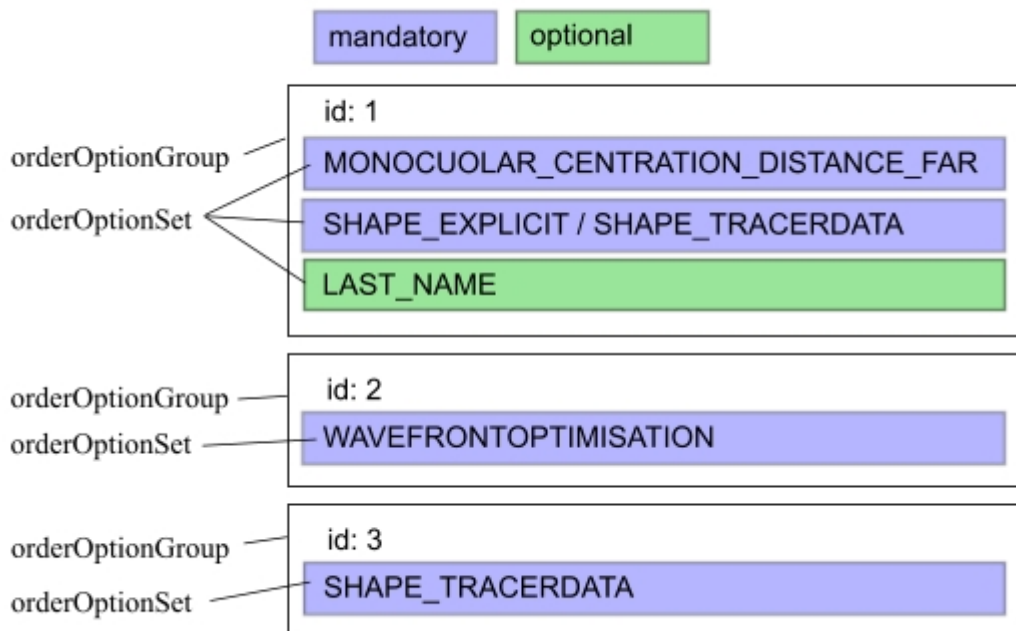 mandatory optional
id: 1
orderOptionGroup
MONOCUOLAR_CENTRATION_DISTANCE_FAR
orderOptionSet
SHAPE_EXPLICIT / SHAPE_TRACERDATA
LAST_NAME
id: 2
orderOptionGroup
orderOptionSet
WAVEFRONTOPTIMISATION
id: 3
orderOptionGroup
SHAPE_TRACERDATA
orderOptionSet